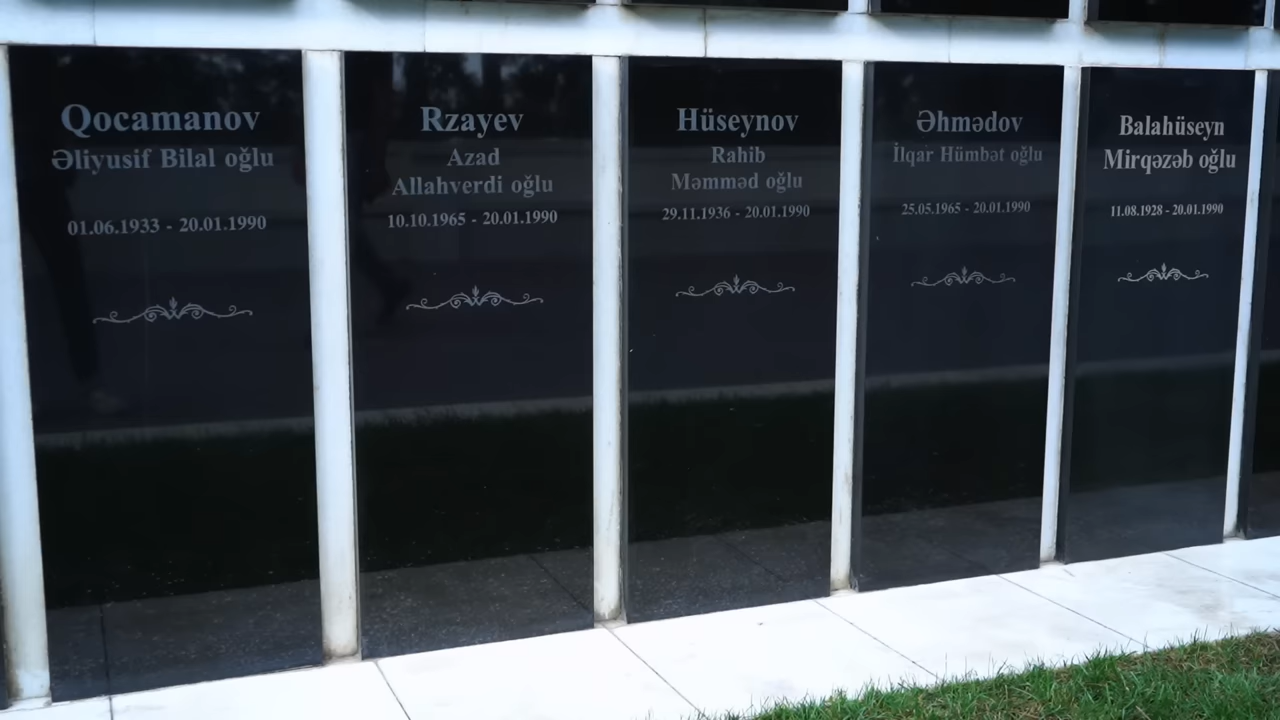 Qocamanov
Əliyusif Bilal oğlu
01.06.1933 - 20.01.1990
Rzayev
Azad
Allahverdi oğlu
10.10.1965 - 20.01.1990
Hüseynov
Rahib
Məmməd oğlu
29.11.1936 - 20.01.1990
Əhmədov
İlqar Hümbət oğlu
25.05.1965 - 20.01.1990
Balahüseyn
Mirqəzəb oğlu
11.08.1928 - 20.01.1990